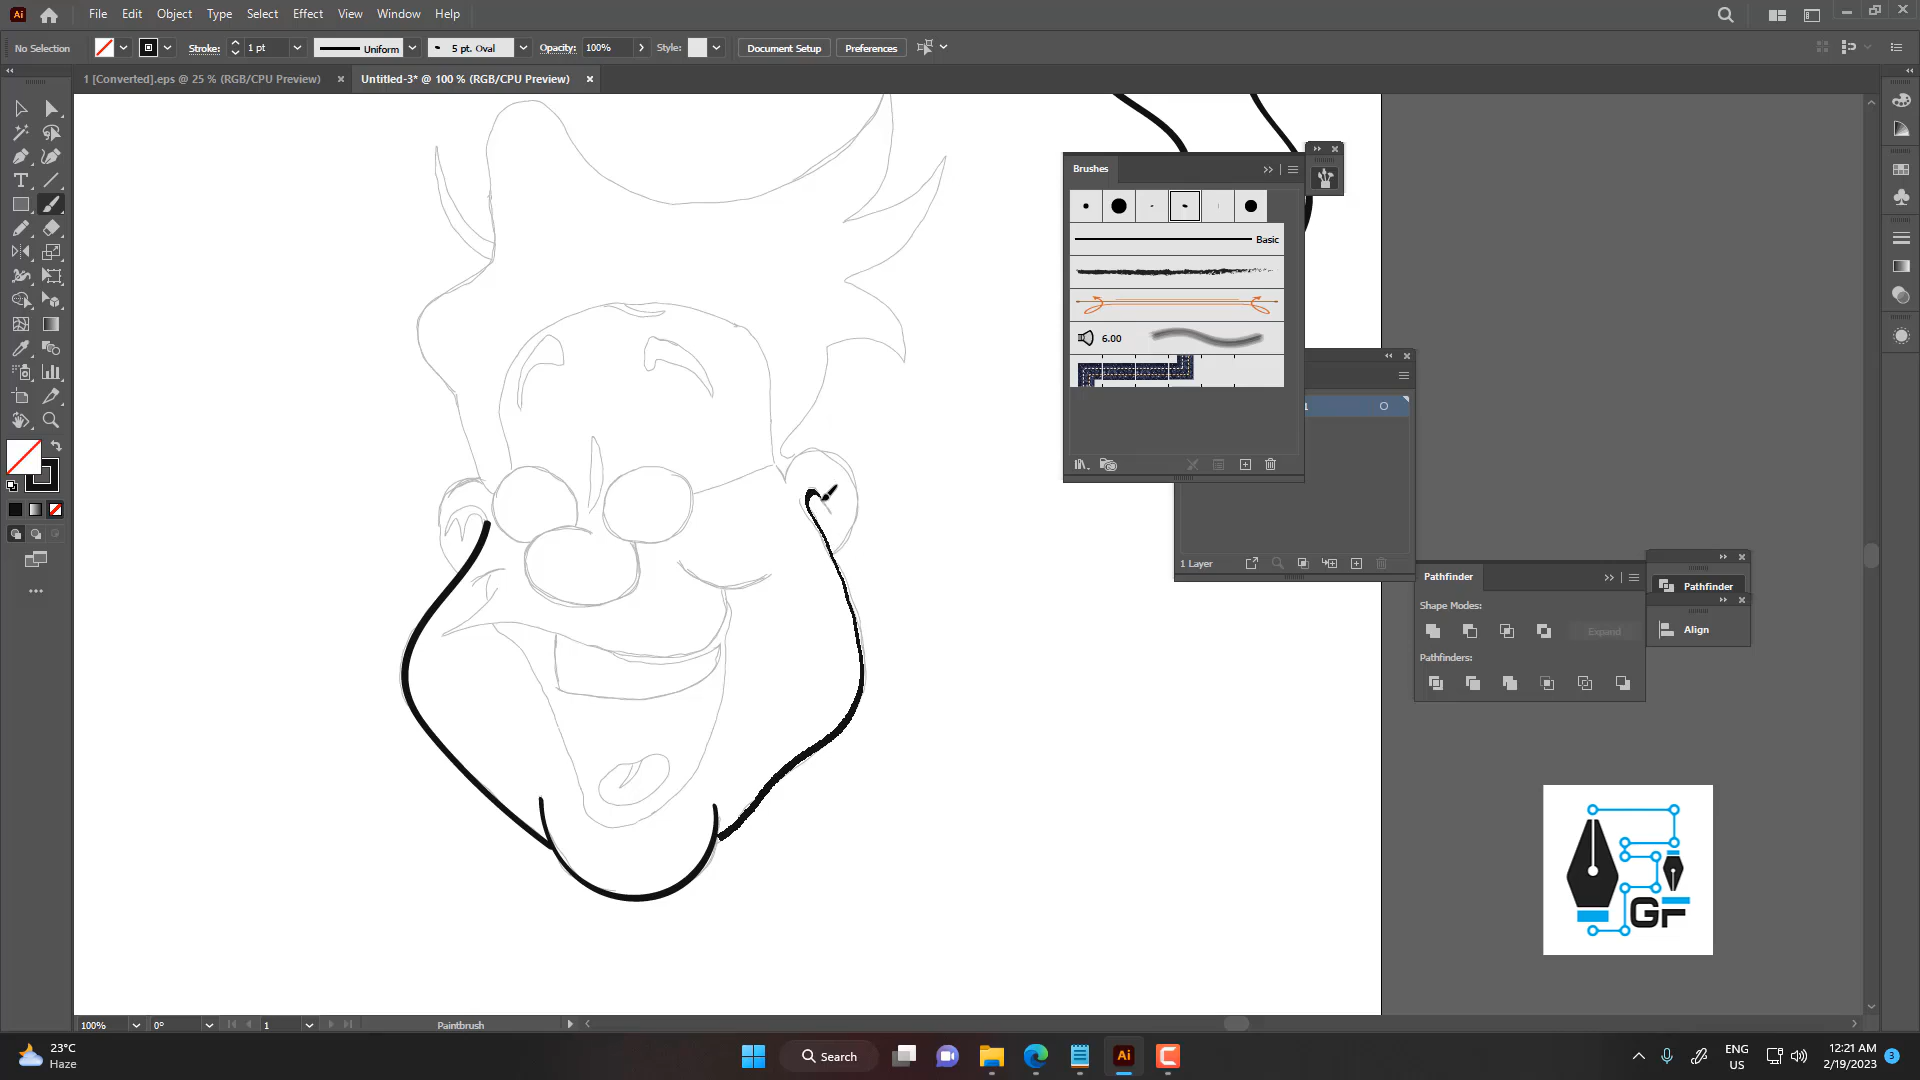 Ai File Edit Object Type Select Effect View Window Help
No Selection Stroke: 1 pt Uniform 5 pt. Oval Opacity: 100% Style: Document Setup Preferences
1 [Converted].eps @ 25 % (RGB/CPU Preview) Untitled-3* @ 100 % (RGB/CPU Preview)
Brushes
Basic
6.00
1
1 Layer
Pathfinder
Shape Modes:
Expand
Pathfinders:
Pathfinder
Align
GF
100% 0° 1 Paintbrush
23°C
Haze
Search
Ai
ENG
US
12:21 AM
2/19/2023
3